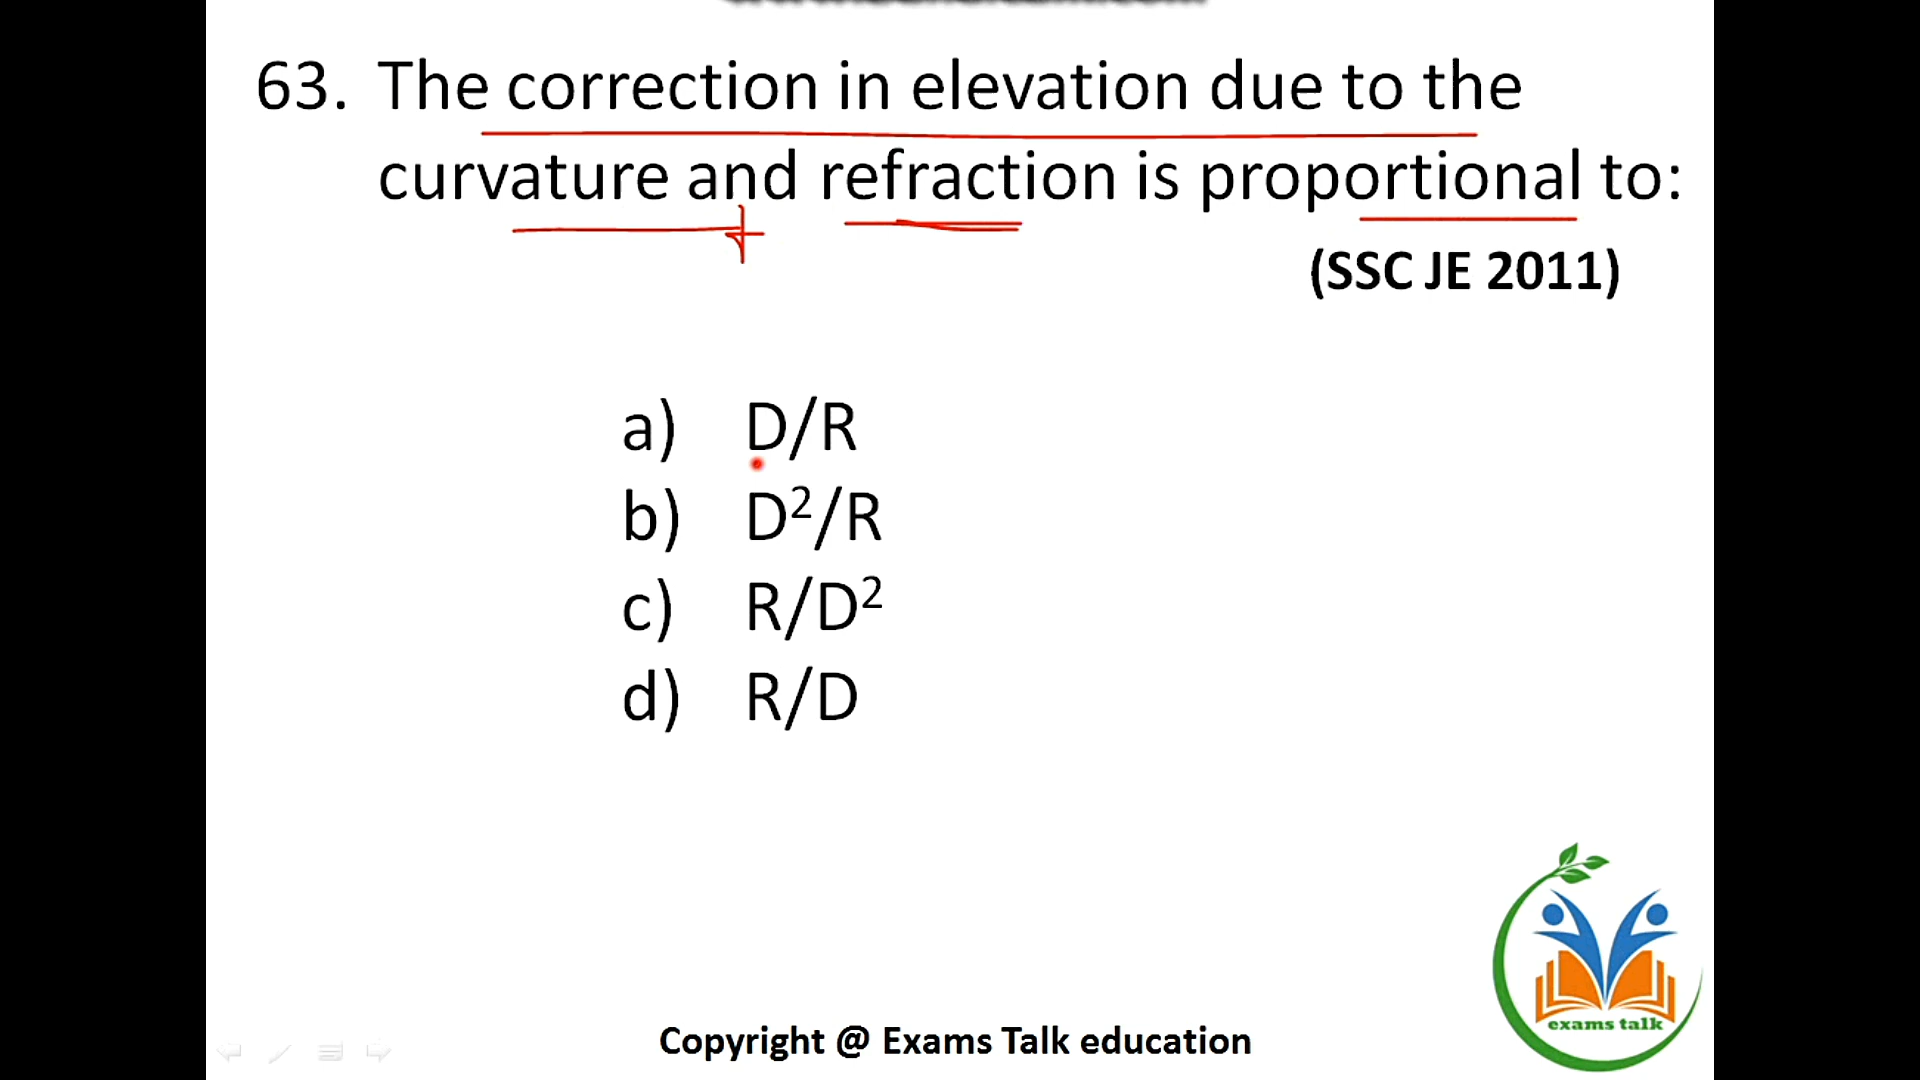 63. The correction in elevation due to the
curvature and refraction is proportional to:
(SSC JE 2011)
a) D/R
b) D²/R
c) R/D²
d) R/D
exams talk
Copyright @ Exams Talk education